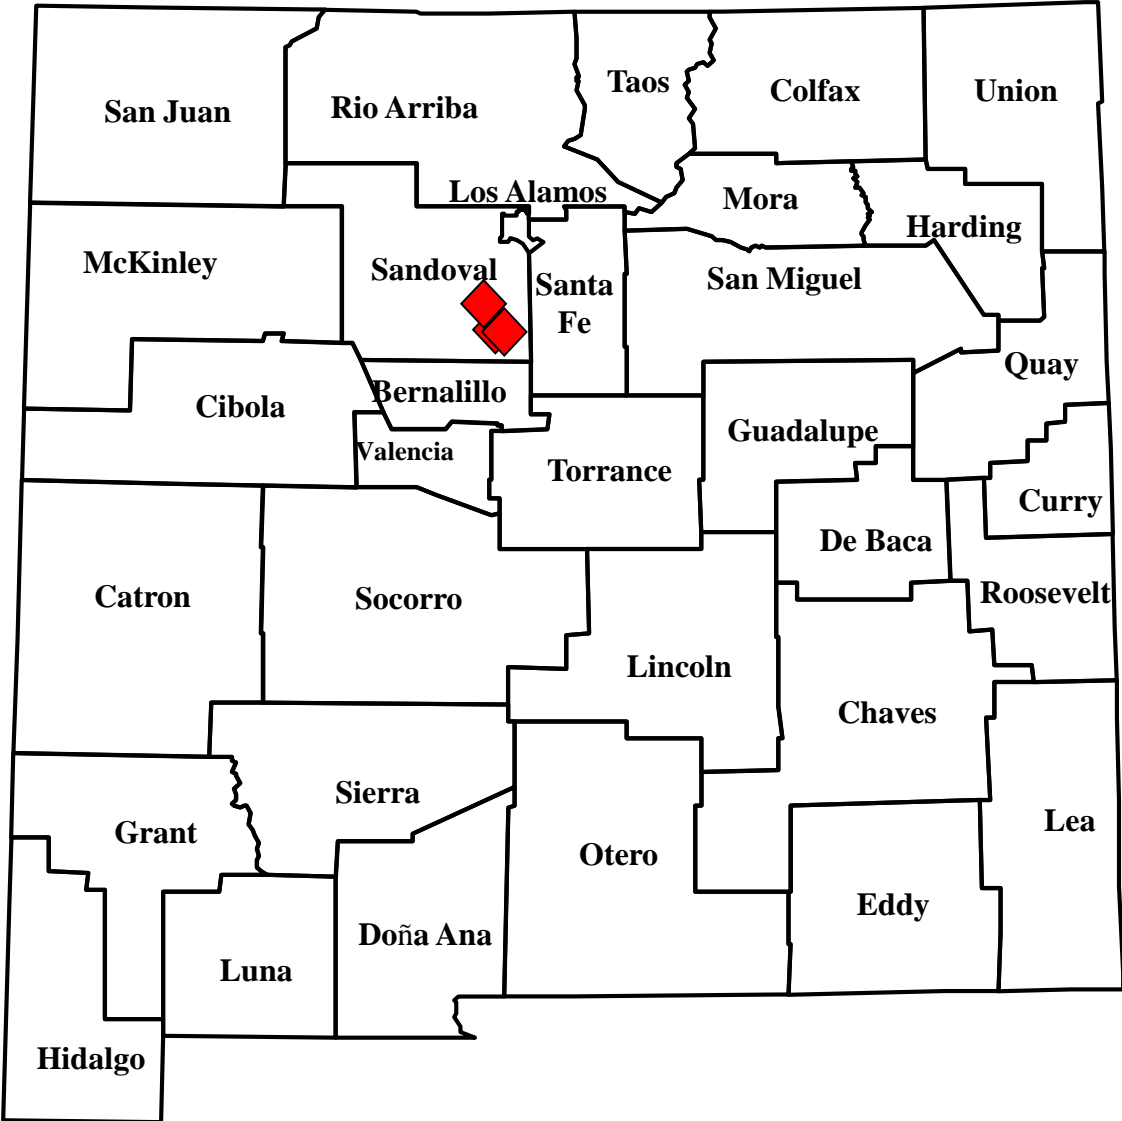 San Juan
Rio Arriba
Taos
Colfax
Union
Los Alamos
Mora
Harding
McKinley
Sandoval
Santa
Fe
San Miguel
Quay
Cibola
Bernalillo
Valencia
Torrance
Guadalupe
Curry
De Baca
Catron
Socorro
Roosevelt
Lincoln
Chaves
Sierra
Grant
Otero
Lea
Eddy
Doña Ana
Luna
Hidalgo